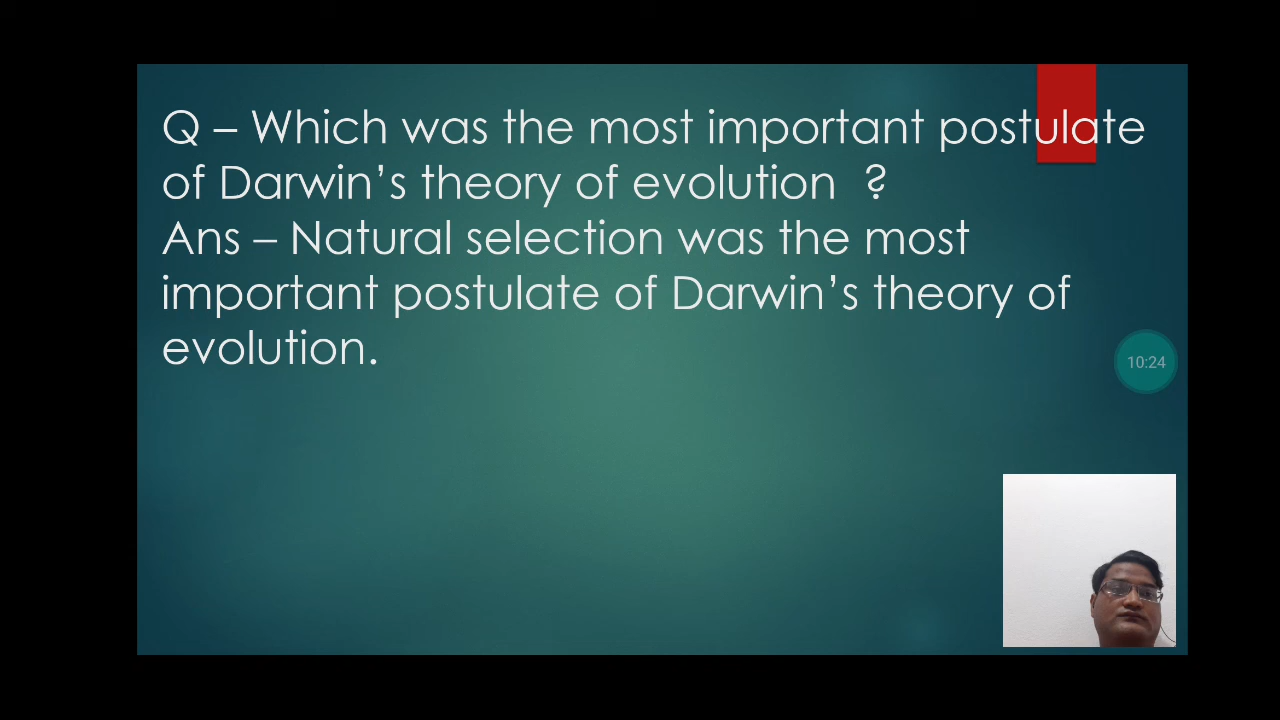 Q – Which was the most important postulate
of Darwin’s theory of evolution  ?
Ans – Natural selection was the most
important postulate of Darwin’s theory of
evolution.
10:24